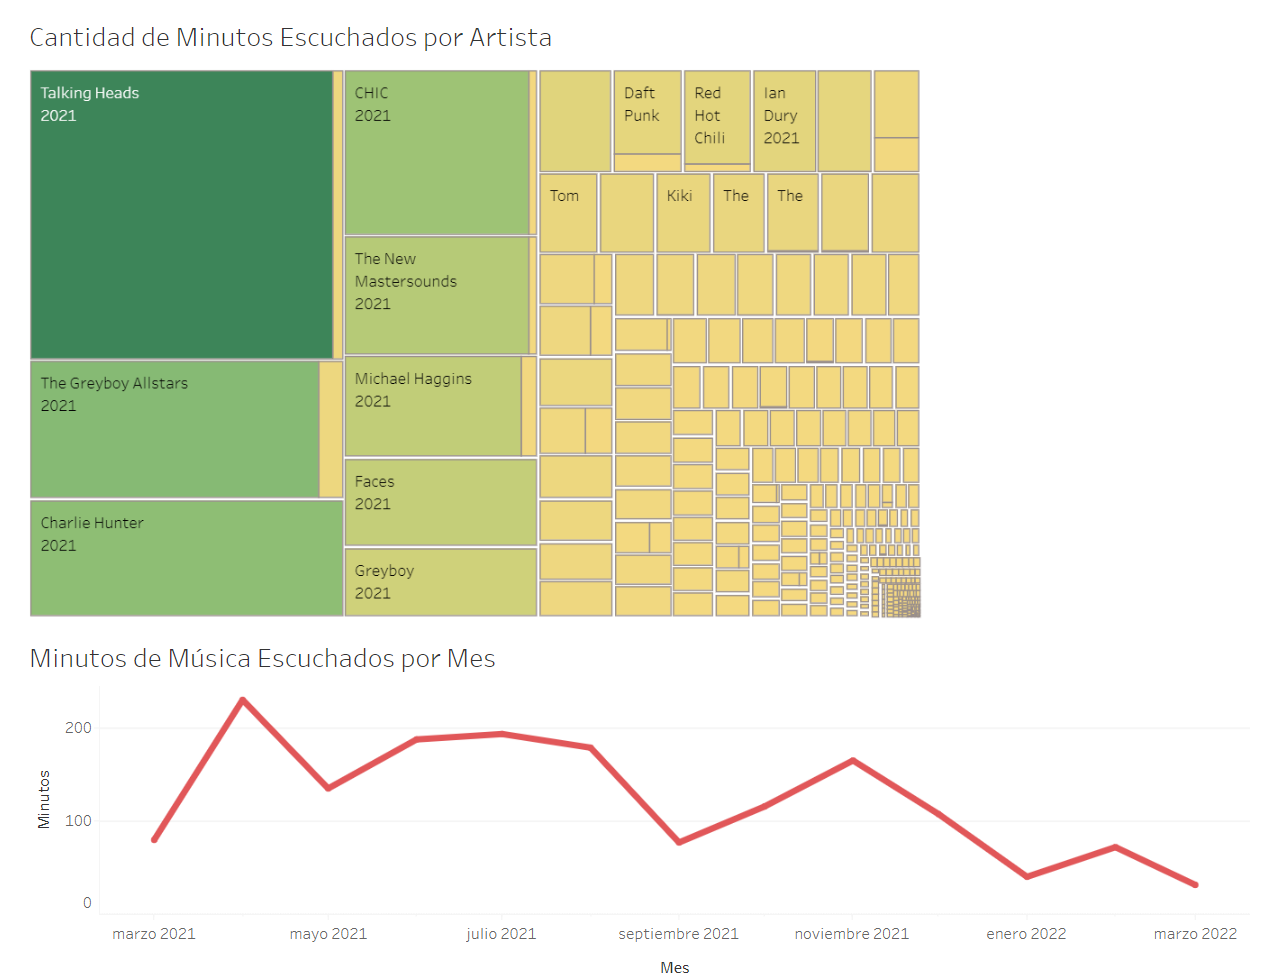 Cantidad de Minutos Escuchados por Artista
Talking Heads
2021
CHIC
2021
Daft
Punk
Red
Hot
Chili
Ian
Dury
2021
Tom
Kiki
The
The
The New
Mastersounds
2021
The Greyboy Allstars
2021
Michael Haggins
2021
Faces
2021
Charlie Hunter
2021
Greyboy
2021
Minutos de Música Escuchados por Mes
200
100
0
Minutos
marzo 2021
mayo 2021
julio 2021
septiembre 2021
noviembre 2021
enero 2022
marzo 2022
Mes